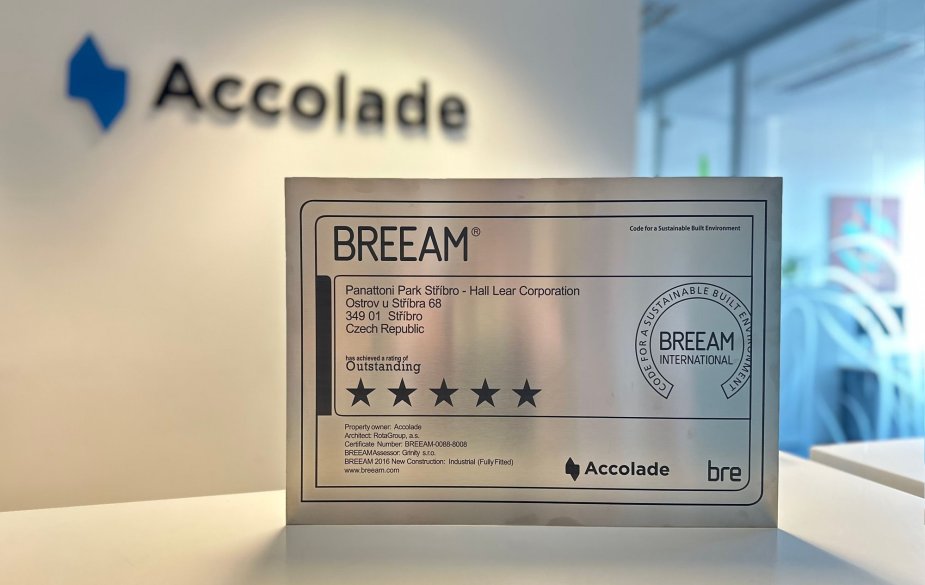 Accolade
BREEAM®
Code for a Sustainable Built Environment
Panattoni Park Stříbro - Hall Lear Corporation
Ostrov u Stříbra 68
349 01 Stříbro
Czech Republic
has achieved a rating of
Outstanding
CODE FOR A SUSTAINABLE BUILT ENVIRONMENT
BREEAM
INTERNATIONAL
Property owner: Accolade
Architect: RotaGroup, a.s.
Certificate Number: BREEAM-0088-8008
BREEAM Assessor: Grinity s.r.o.
BREEAM 2016 New Construction: Industrial (Fully Fitted)
www.breeam.com
Accolade
bre